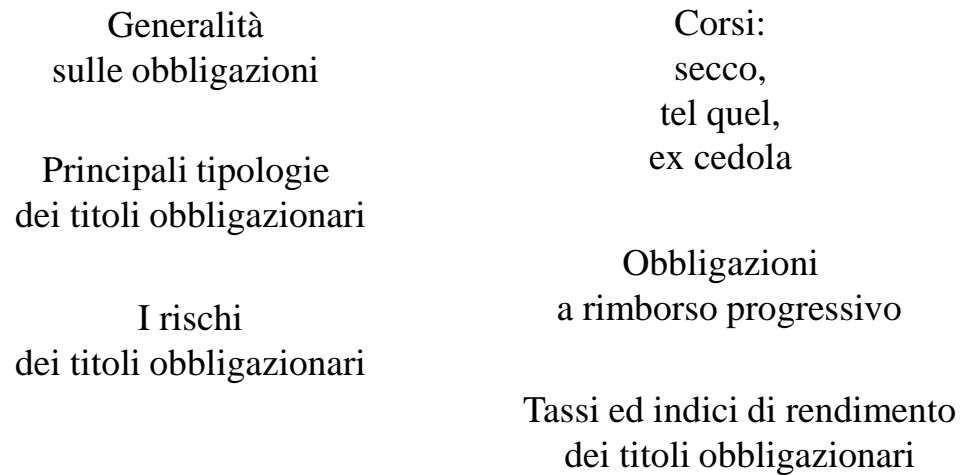 Generalità
sulle obbligazioni
Principali tipologie
dei titoli obbligazionari
I rischi
dei titoli obbligazionari
Corsi:
secco,
tel quel,
ex cedola
Obbligazioni
a rimborso progressivo
Tassi ed indici di rendimento
dei titoli obbligazionari